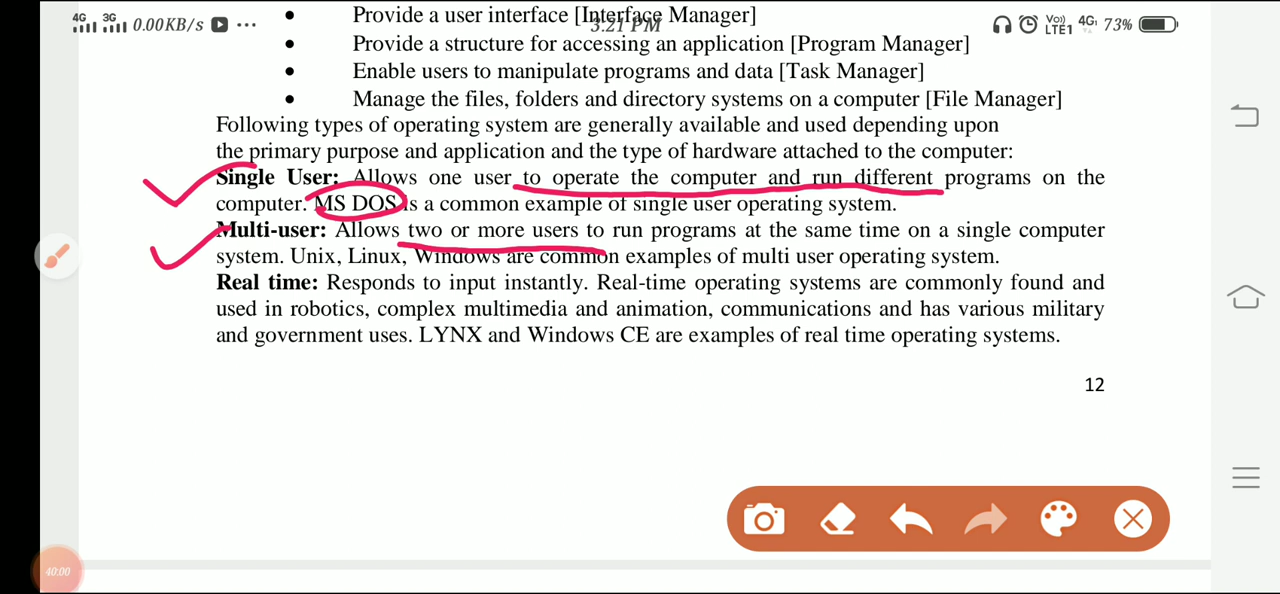 • Provide a user interface [Interface Manager]
4G 3G 0.00KB/s ... 3:21 PM Vo)) LTE1 4G 73%
• Provide a structure for accessing an application [Program Manager]
• Enable users to manipulate programs and data [Task Manager]
• Manage the files, folders and directory systems on a computer [File Manager]
Following types of operating system are generally available and used depending upon
the primary purpose and application and the type of hardware attached to the computer:
Single User: Allows one user to operate the computer and run different programs on the
computer. MS DOS is a common example of single user operating system.
Multi-user: Allows two or more users to run programs at the same time on a single computer
system. Unix, Linux, Windows are common examples of multi user operating system.
Real time: Responds to input instantly. Real-time operating systems are commonly found and
used in robotics, complex multimedia and animation, communications and has various military
and government uses. LYNX and Windows CE are examples of real time operating systems.
12
40:00